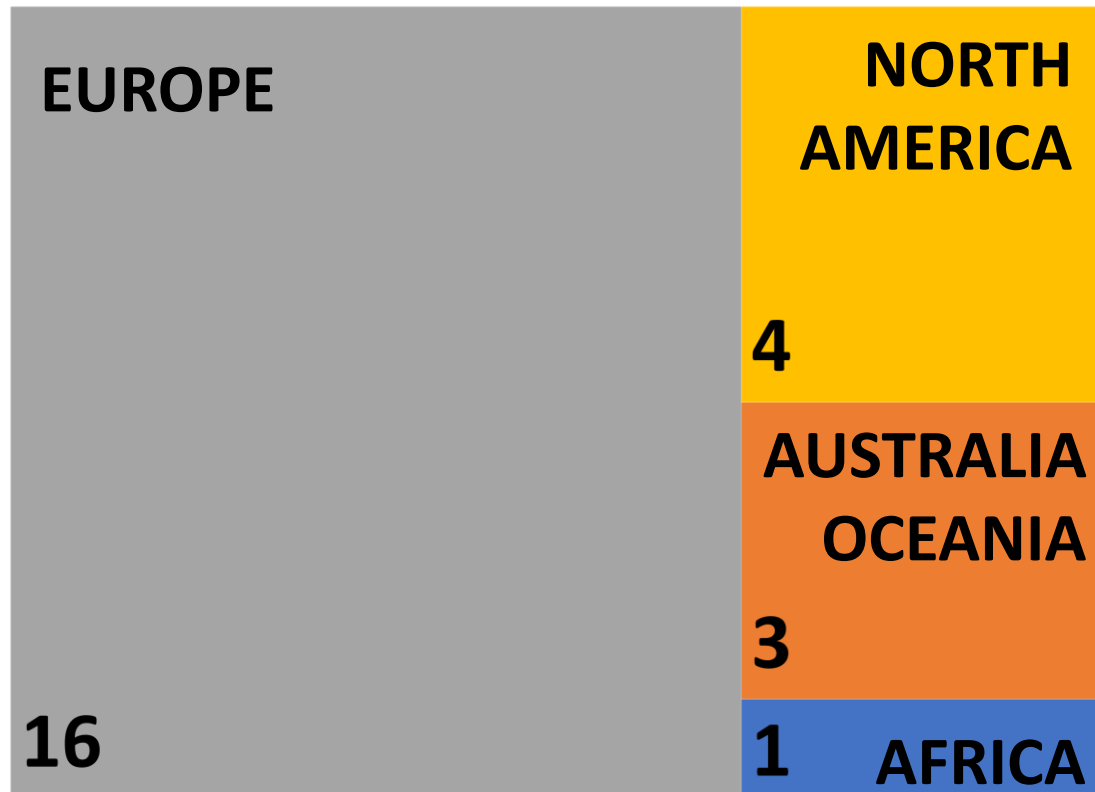 EUROPE
16
NORTH
AMERICA
4
AUSTRALIA
OCEANIA
3
1
AFRICA